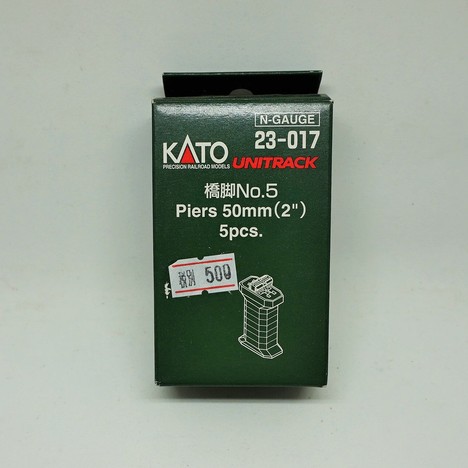 N-GAUGE
23-017
KATO
PRECISION RAILROAD MODELS
UNITRACK
橋脚No.5
Piers 50mm(2")
5pcs.
税別 500